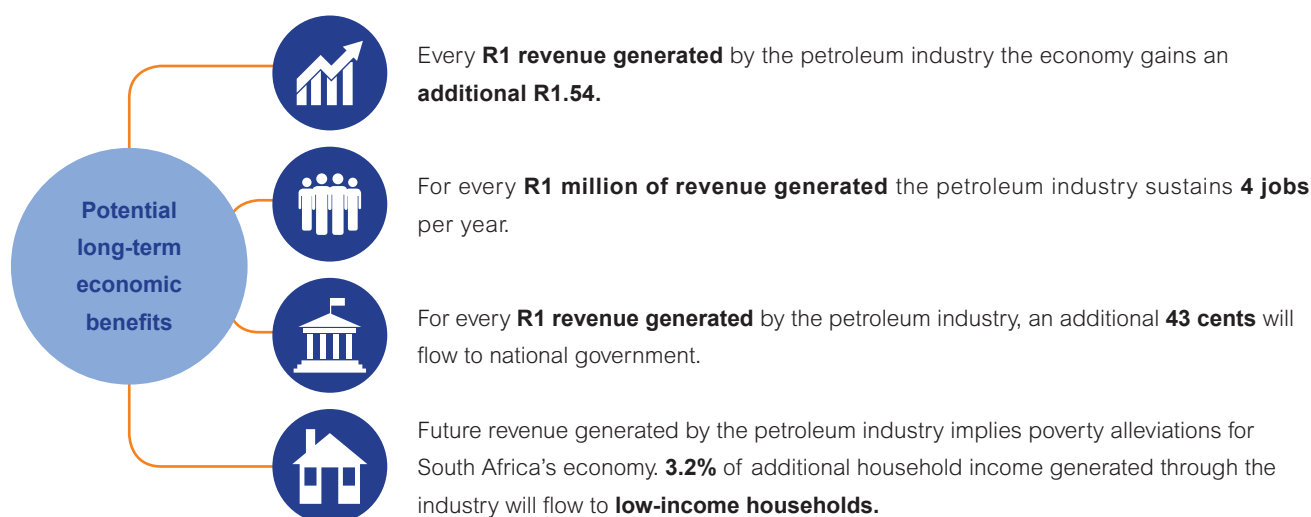 Every R1 revenue generated by the petroleum industry the economy gains an
additional R1.54.
Potential
long-term
economic
benefits
For every R1 million of revenue generated the petroleum industry sustains 4 jobs
per year.
For every R1 revenue generated by the petroleum industry, an additional 43 cents will
flow to national government.
Future revenue generated by the petroleum industry implies poverty alleviations for
South Africa’s economy. 3.2% of additional household income generated through the
industry will flow to low-income households.